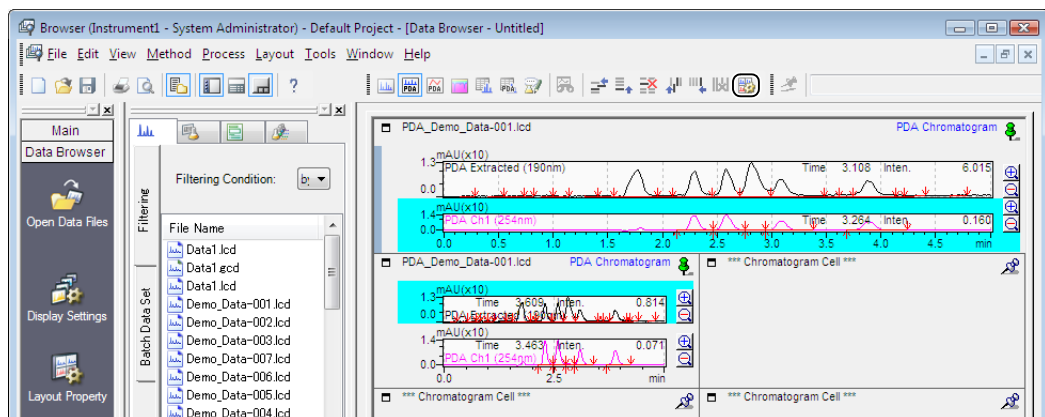 Browser (Instrument1 - System Administrator) - Default Project - [Data Browser - Untitled]
File Edit View Method Process Layout Tools Window Help
PDA PDA PDA
Main
Data Browser
Open Data Files
Display Settings
Layout Property
Filtering
Batch Data Set
Filtering Condition:
File Name
Data1.lcd
Data1.gcd
Data1.lcd
Demo_Data-001.lcd
Demo_Data-002.lcd
Demo_Data-003.lcd
Demo_Data-007.lcd
Demo_Data-006.lcd
Demo_Data-005.lcd
Demo_Data-004.lcd
PDA_Demo_Data-001.lcd PDA Chromatogram
mAU(x10)
1.3 PDA Extracted (190nm) Time 3.108 Inten. 6.015
0.0
mAU(x10)
1.4 PDA Ch1 (254nm) Time 3.264 Inten. 0.160
0.0
0.0 0.5 1.0 1.5 2.0 2.5 3.0 3.5 4.0 4.5 min
PDA_Demo_Data-001.lcd PDA Chromatogram
mAU(x10)
1.3 Time 3.609 Inten. 0.814
0.0 PDA Extracted (190nm)
mAU(x10)
1.4 Time 3.463 Inten. 0.071
PDA Ch1 (254nm)
0.0
0.0 2.5 min
*** Chromatogram Cell ***
*** Chromatogram Cell ***
*** Chromatogram Cell ***